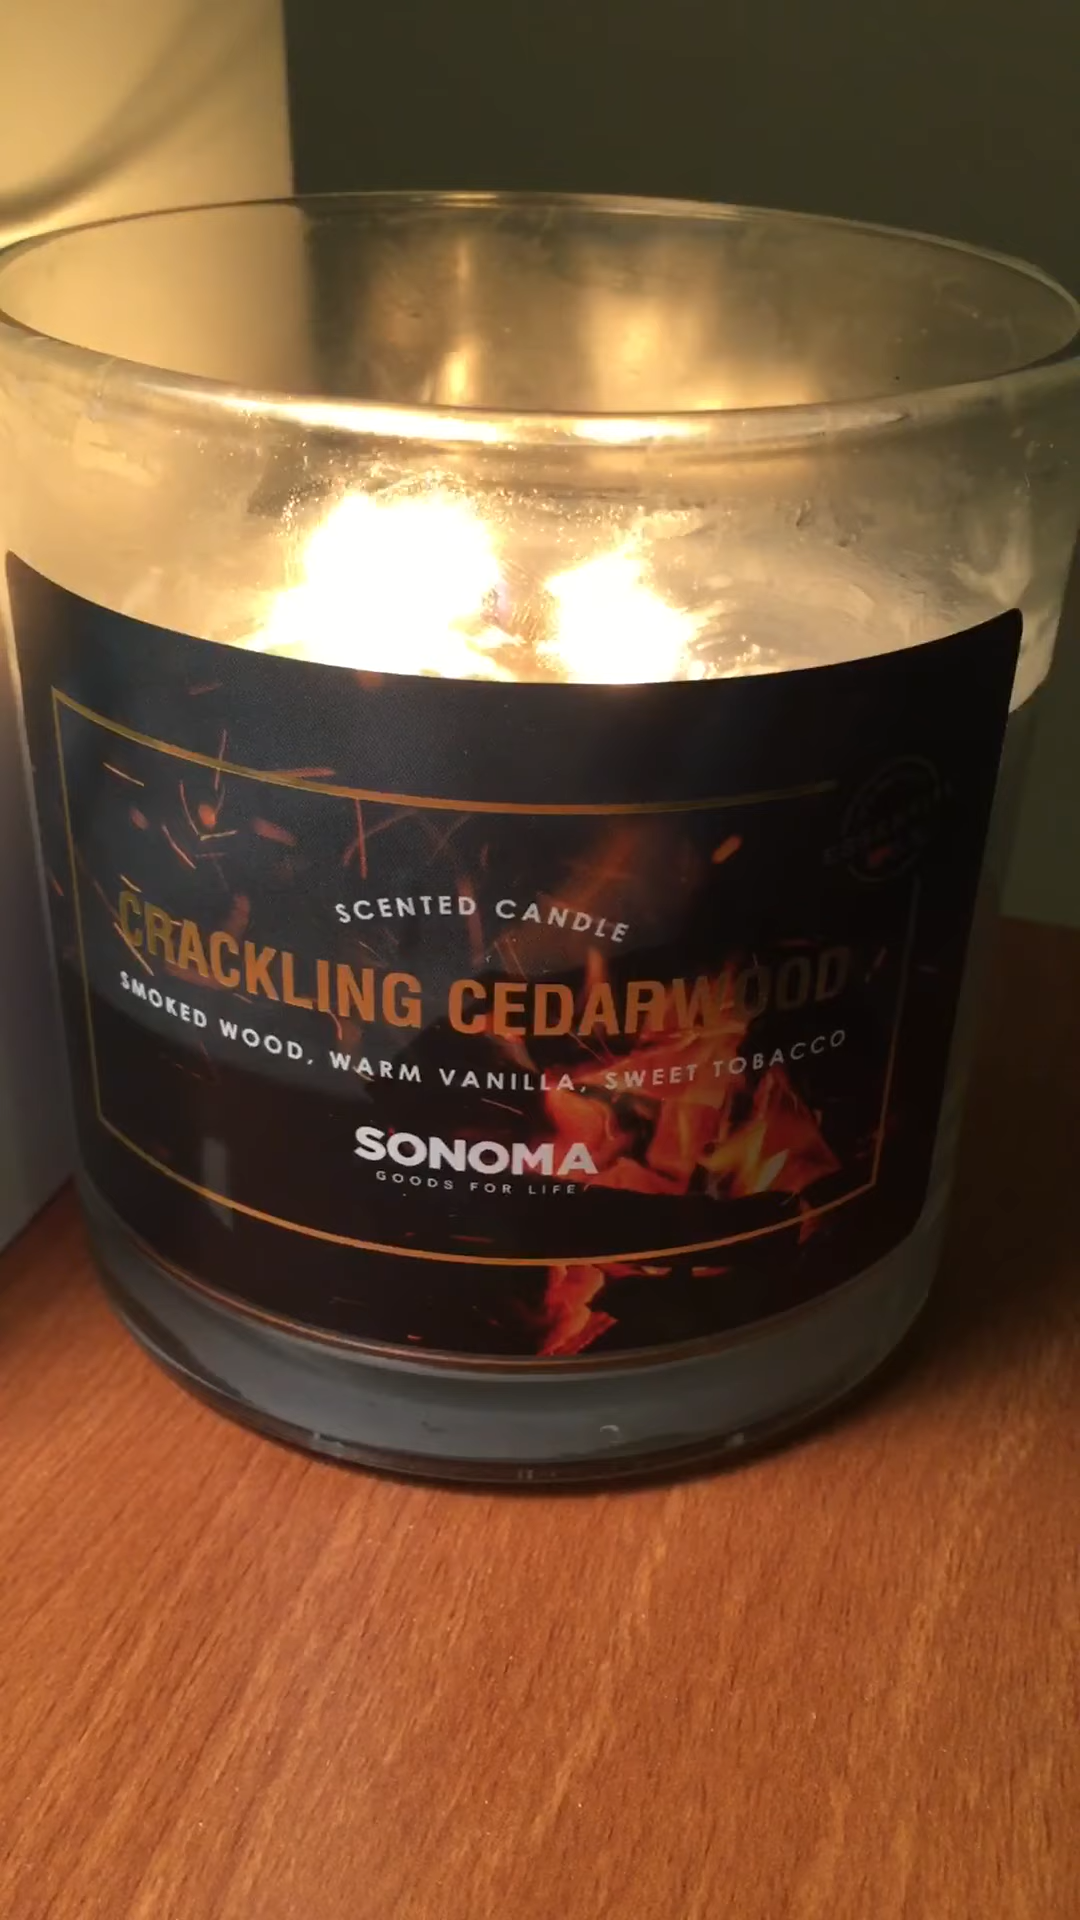 SCENTED CANDLE
CRACKLING CEDARWOOD
SMOKED WOOD, WARM VANILLA, SWEET TOBACCO
SONOMA
GOODS FOR LIFE